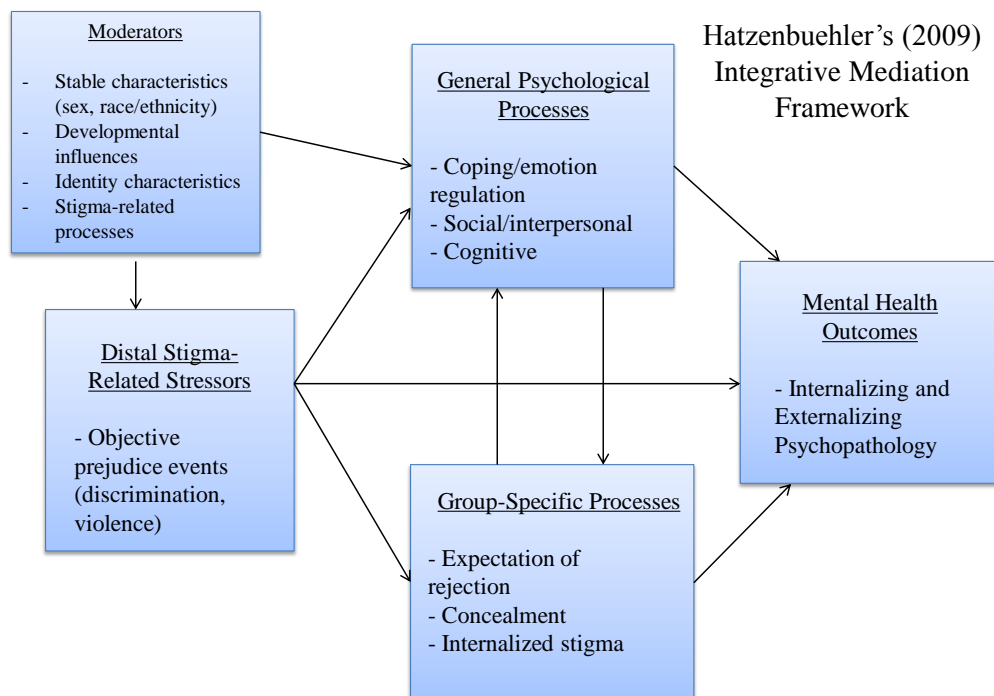 Hatzenbuehler's (2009)
Integrative Mediation
Framework
Moderators
- Stable characteristics
(sex, race/ethnicity)
- Developmental
influences
- Identity characteristics
- Stigma-related
processes
General Psychological
Processes
- Coping/emotion
regulation
- Social/interpersonal
- Cognitive
Distal Stigma-
Related Stressors
- Objective
prejudice events
(discrimination,
violence)
Group-Specific Processes
- Expectation of
rejection
- Concealment
- Internalized stigma
Mental Health
Outcomes
- Internalizing and
Externalizing
Psychopathology